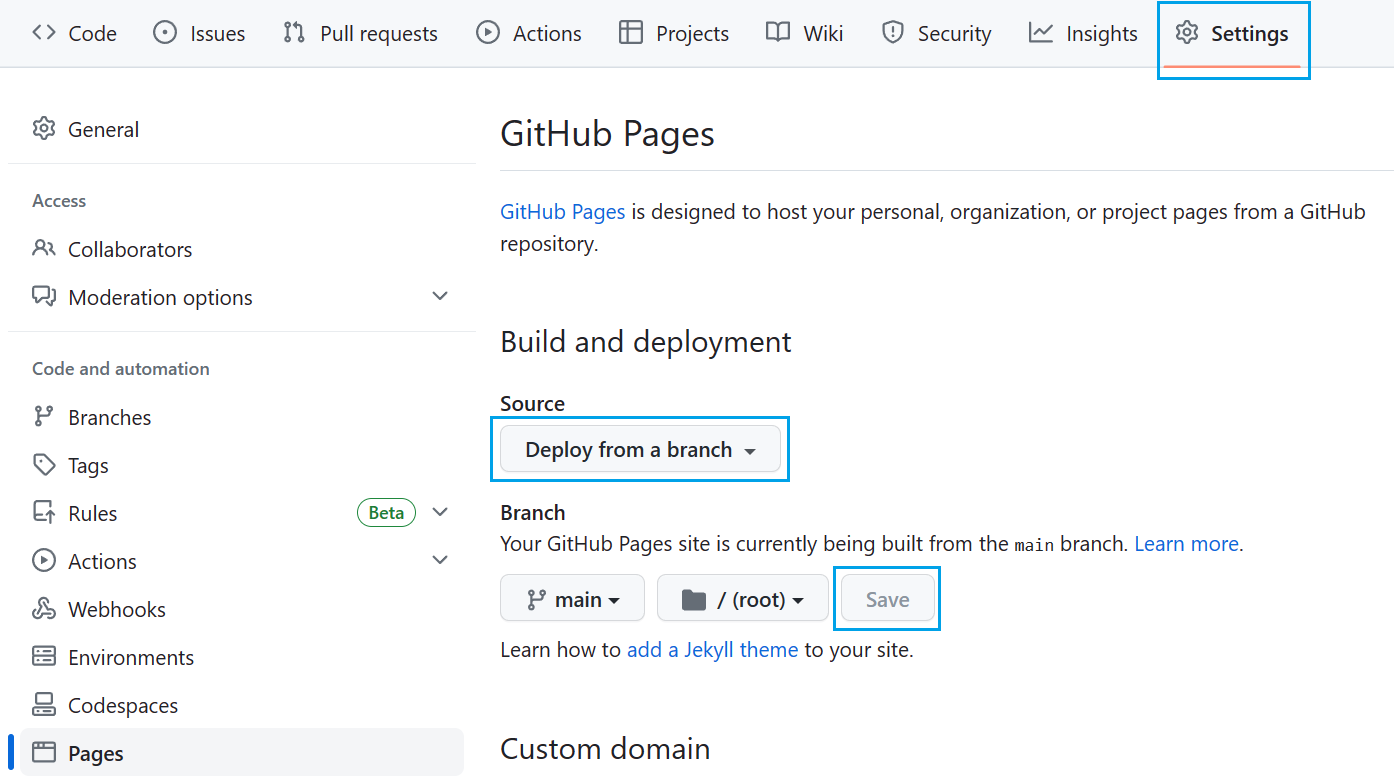 Code Issues Pull requests Actions Projects Wiki Security Insights Settings
General
Access
Collaborators
Moderation options
Code and automation
Branches
Tags
Rules Beta
Actions
Webhooks
Environments
Codespaces
Pages
GitHub Pages
GitHub Pages is designed to host your personal, organization, or project pages from a GitHub
repository.
Build and deployment
Source
Deploy from a branch
Branch
Your GitHub Pages site is currently being built from the main branch. Learn more.
main / (root) Save
Learn how to add a Jekyll theme to your site.
Custom domain